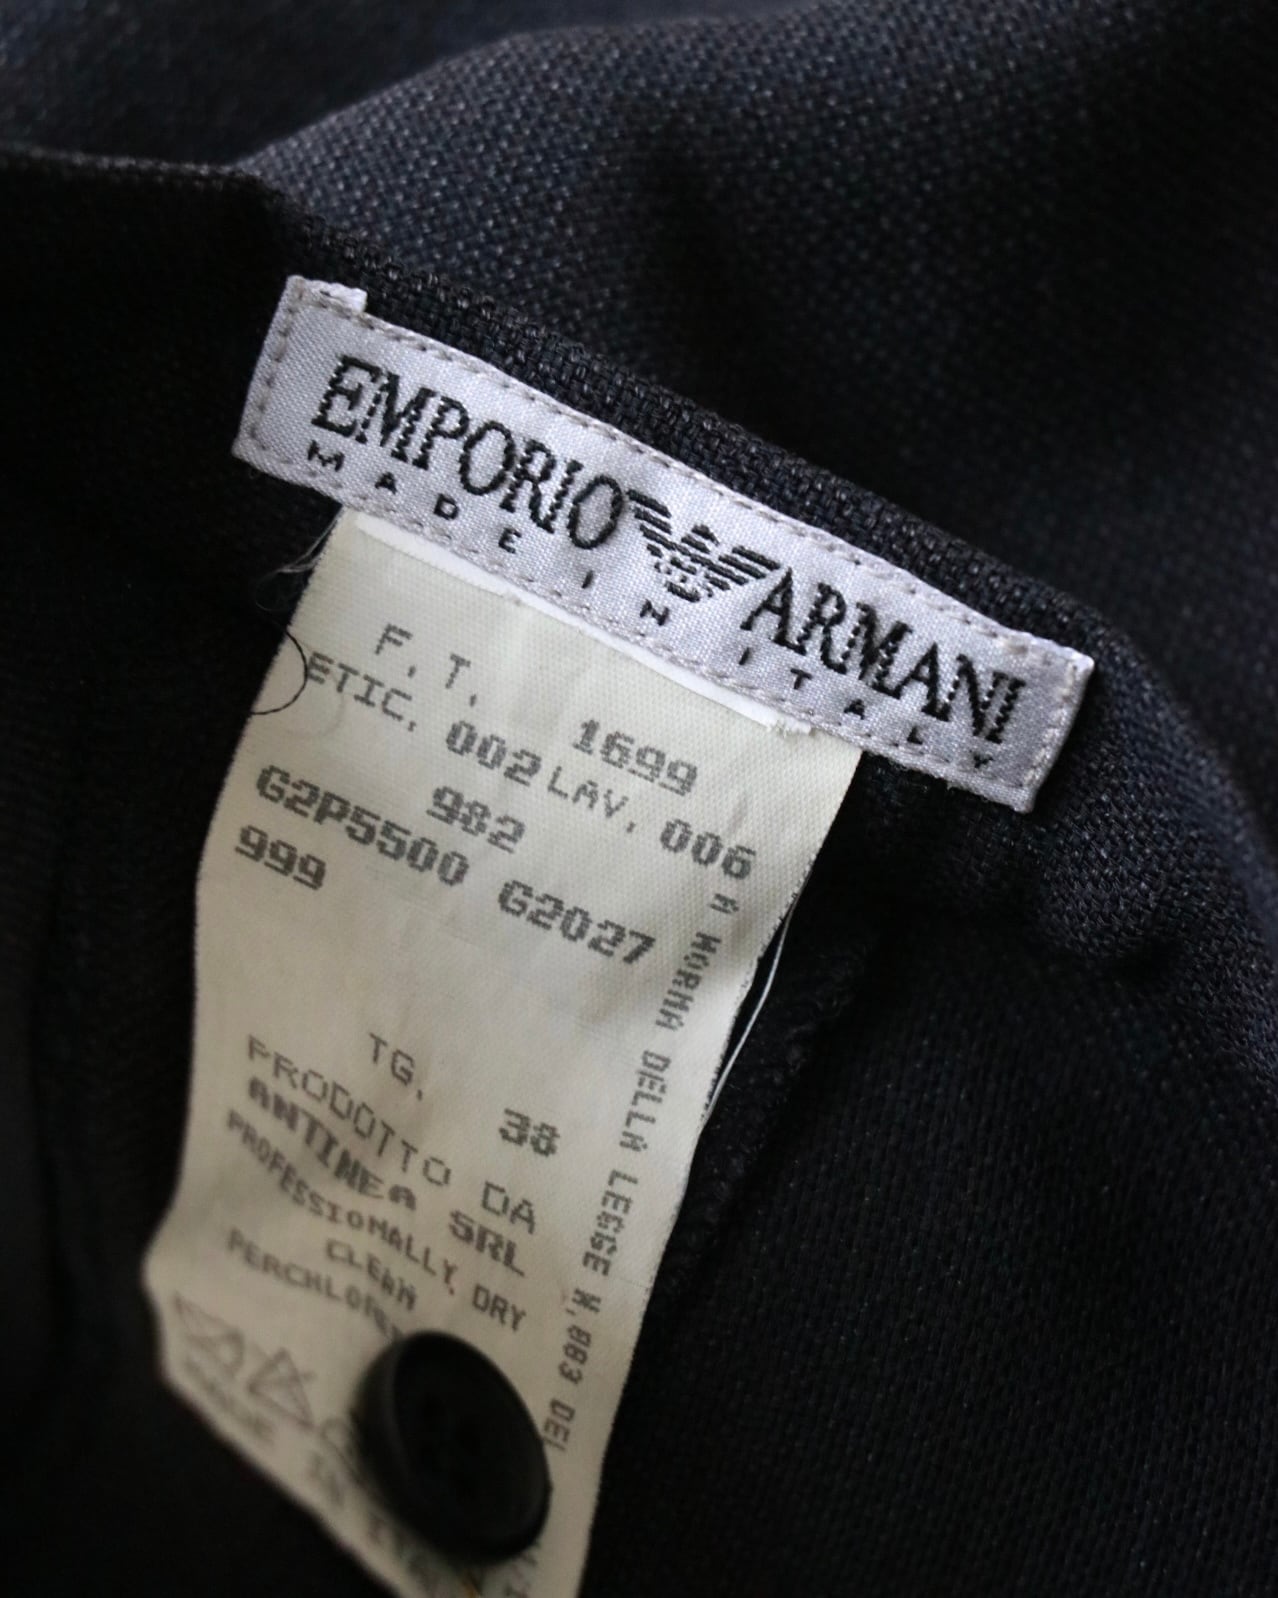 EMPORIO ARMANI
MADE IN ITALY
F. T. 1699
ETIC. 002 LAV. 006
982
G2P5500 G2027
999
TG. 38
PRODOTTO DA
ANTINEA SRL
PROFESSIONALLY DRY
CLEAN
A NORMA DELLA LEGGE N.883 DEL